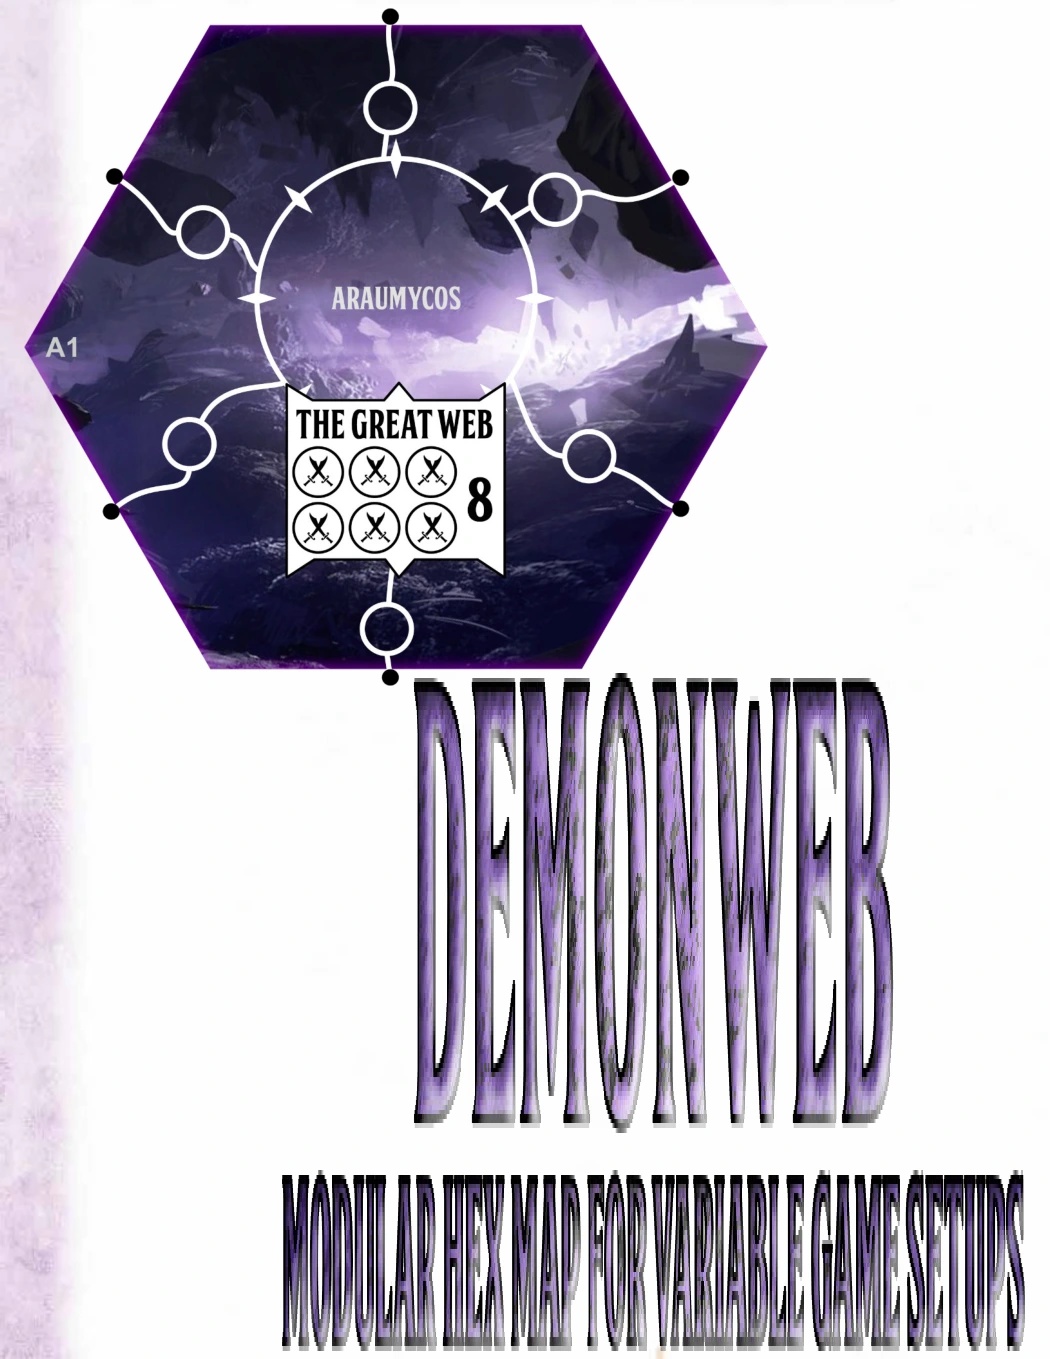 ARAUMYCOS
A1
THE GREAT WEB
8
DEMONWEB
MODULAR HEX MAP FOR VARIABLE GAME SETUPS